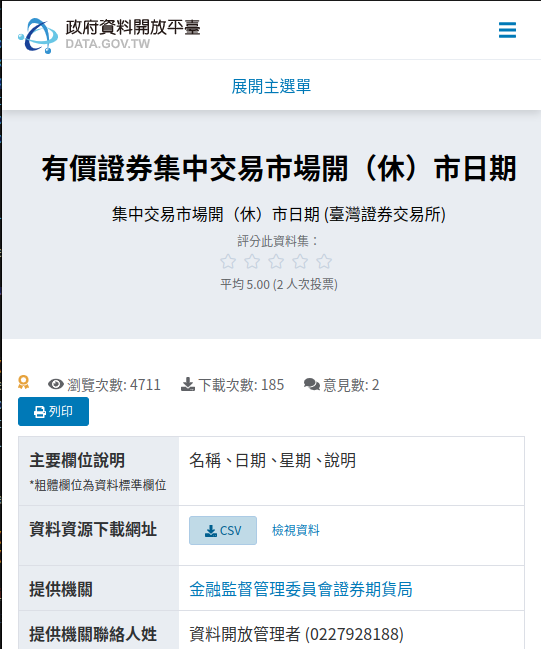 政府資料開放平臺
DATA.GOV.TW
展開主選單
有價證券集中交易市場開（休）市日期
集中交易市場開（休）市日期 (臺灣證券交易所)
評分此資料集：
平均 5.00 (2 人次投票)
瀏覽次數: 4711 下載次數: 185 意見數: 2
列印
主要欄位說明 名稱、日期、星期、說明
*粗體欄位為資料標準欄位
資料資源下載網址 CSV 檢視資料
提供機關 金融監督管理委員會證券期貨局
提供機關聯絡人姓 資料開放管理者 (0227928188)